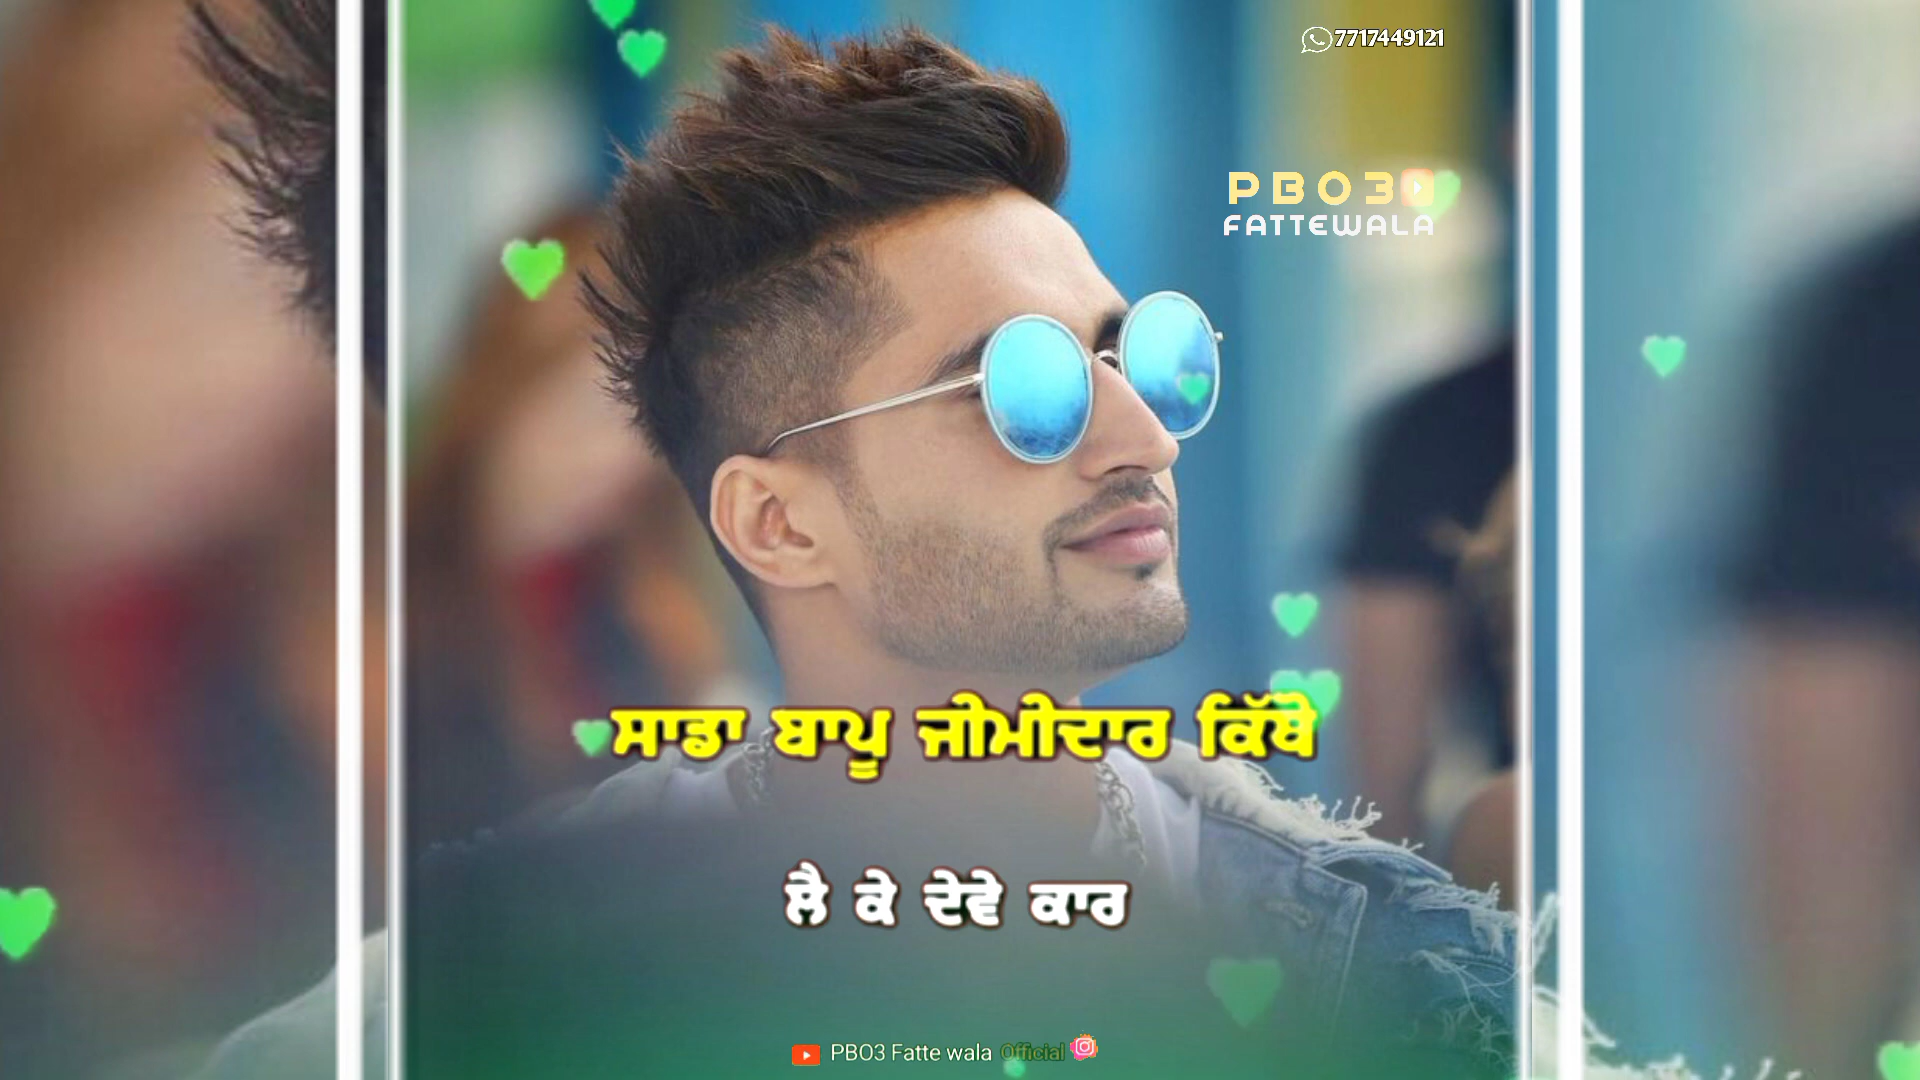 7717449121
PBO3
FATTEWALA
ਸਾਡਾ ਬਾਪੂ ਜੀਮੀਦਾਰ ਕਿੱਥੋ
ਲੈ ਕੇ ਦੇਵੇ ਕਾਰ
PBO3 Fatte wala Official